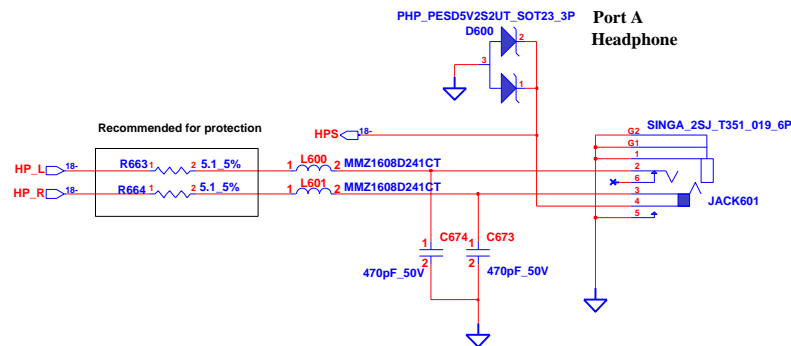 PHP_PESD5V2S2UT_SOT23_3P
Port A
D600
Headphone
2
3
1
SINGA_2SJ_T351_019_6P
Recommended for protection
HPS 18-
G2
G1
1
HP_L 18- R663 1 2 5.1_5% 1 L600 2 MMZ1608D241CT
2
6
HP_R 18- R664 1 2 5.1_5% 1 L601 2 MMZ1608D241CT
3
JACK601
4
5
1 C674 1 C673
2 2
470pF_50V 470pF_50V